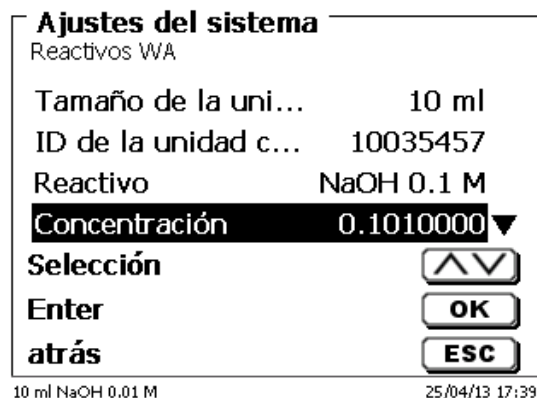 Ajustes del sistema
Reactivos WA
Tamaño de la uni... 10 ml
ID de la unidad c... 10035457
Reactivo NaOH 0.1 M
Concentración 0.1010000
Selección
Enter OK
atrás ESC
10 ml NaOH 0.01 M 25/04/13 17:39